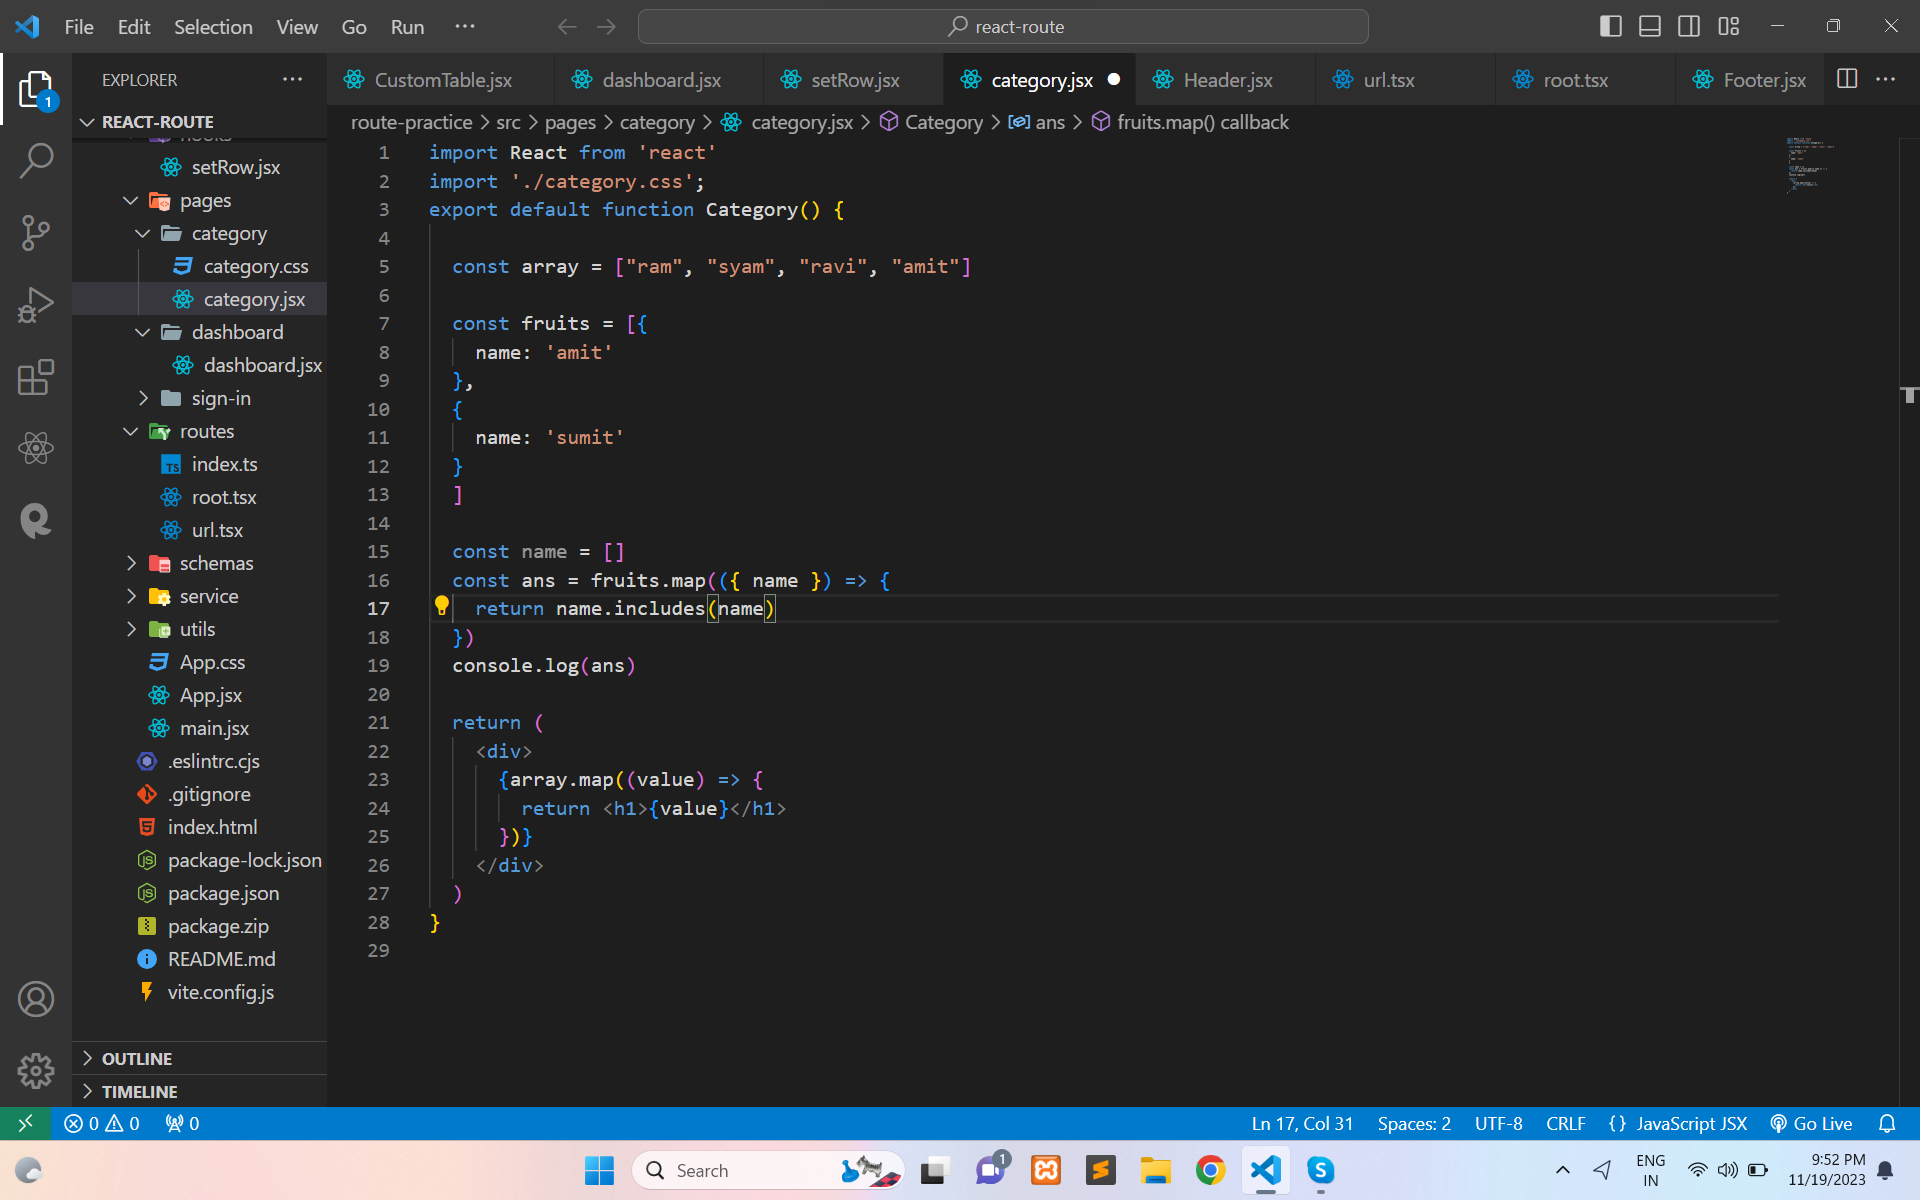 File Edit Selection View Go Run ···
react-route
EXPLORER
CustomTable.jsx dashboard.jsx setRow.jsx category.jsx Header.jsx url.tsx root.tsx Footer.jsx
route-practice > src > pages > category > category.jsx > Category > ans > fruits.map() callback
1
REACT-ROUTE
hooks
setRow.jsx
pages
category
category.css
category.jsx
dashboard
dashboard.jsx
sign-in
routes
TS index.ts
root.tsx
url.tsx
schemas
service
utils
App.css
App.jsx
main.jsx
.eslintrc.cjs
.gitignore
index.html
package-lock.json
package.json
package.zip
README.md
vite.config.js
OUTLINE
TIMELINE
1 import React from 'react'
2 import './category.css';
3 export default function Category() {
4
5 const array = ["ram", "syam", "ravi", "amit"]
6
7 const fruits = [{
8 name: 'amit'
9 },
10 {
11 name: 'sumit'
12 }
13 ]
14
15 const name = []
16 const ans = fruits.map(({ name }) => {
17 return name.includes(name)
18 })
19 console.log(ans)
20
21 return (
22 <div>
23 {array.map((value) => {
24 return <h1>{value}</h1>
25 })}
26 </div>
27 )
28 }
29
0 0 0
Ln 17, Col 31 Spaces: 2 UTF-8 CRLF {} JavaScript JSX Go Live
Search
1
ENG
IN
9:52 PM
11/19/2023